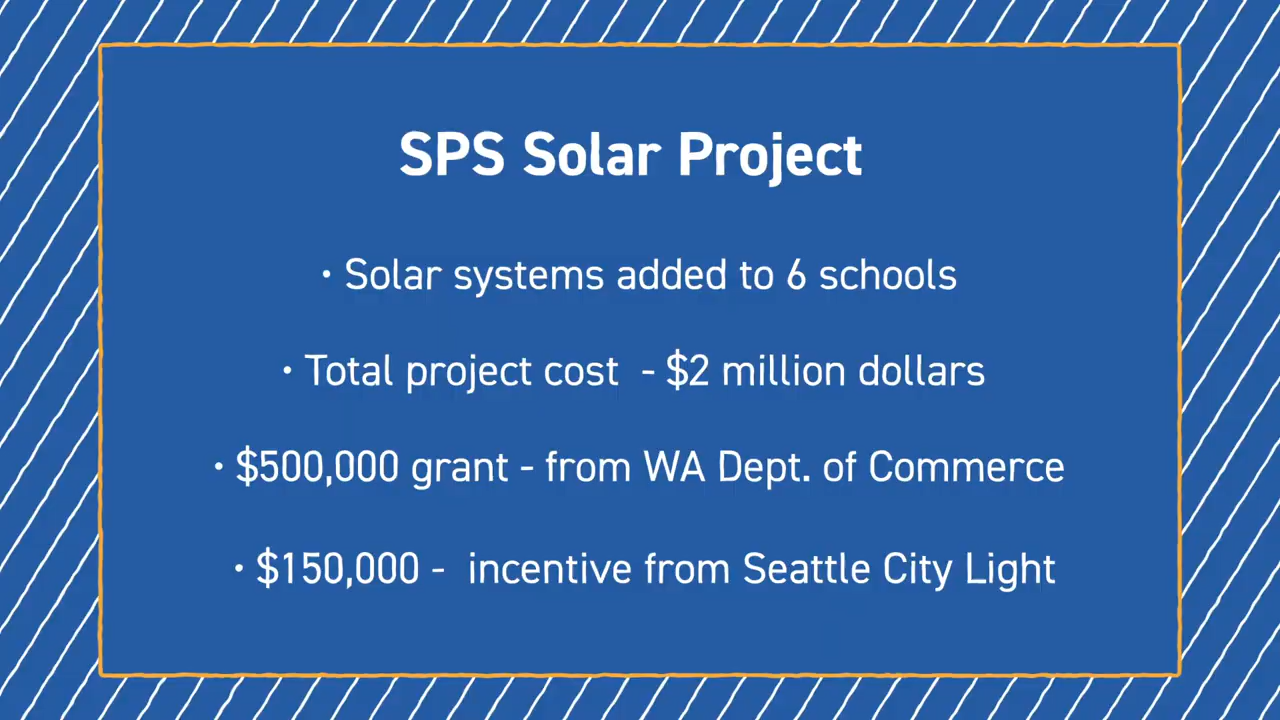 SPS Solar Project
• Solar systems added to 6 schools
• Total project cost  - $2 million dollars
• $500,000 grant - from WA Dept. of Commerce
• $150,000 -  incentive from Seattle City Light